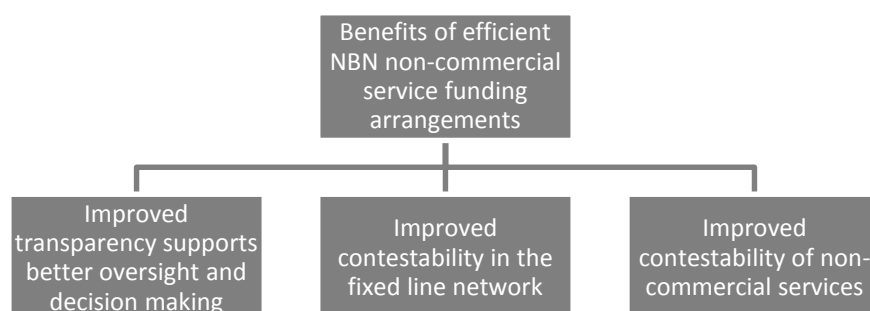 Benefits of efficient
NBN non-commercial
service funding
arrangements
Improved
transparency supports
better oversight and
decision making
Improved
contestability in the
fixed line network
Improved
contestability of non-
commercial services